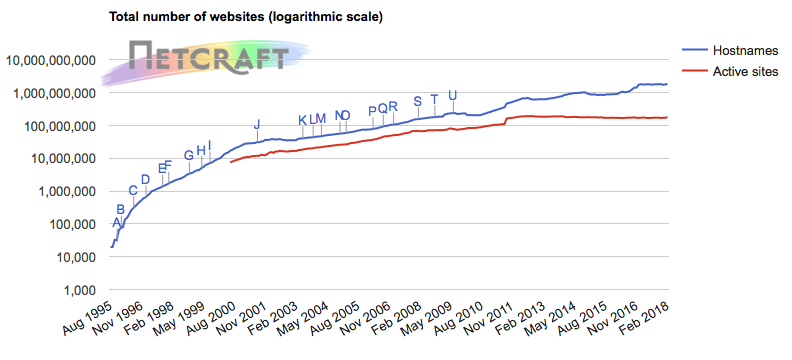 Total number of websites (logarithmic scale)
NETCRAFT
Hostnames
Active sites
10,000,000,000
1,000,000,000
100,000,000
10,000,000
1,000,000
100,000
10,000
1,000
A B C D E F G H I J K L M N O P Q R S T U
Aug 1995
Nov 1996
Feb 1998
May 1999
Aug 2000
Nov 2001
Feb 2003
May 2004
Aug 2005
Nov 2006
Feb 2008
May 2009
Aug 2010
Nov 2011
Feb 2013
May 2014
Aug 2015
Nov 2016
Feb 2018